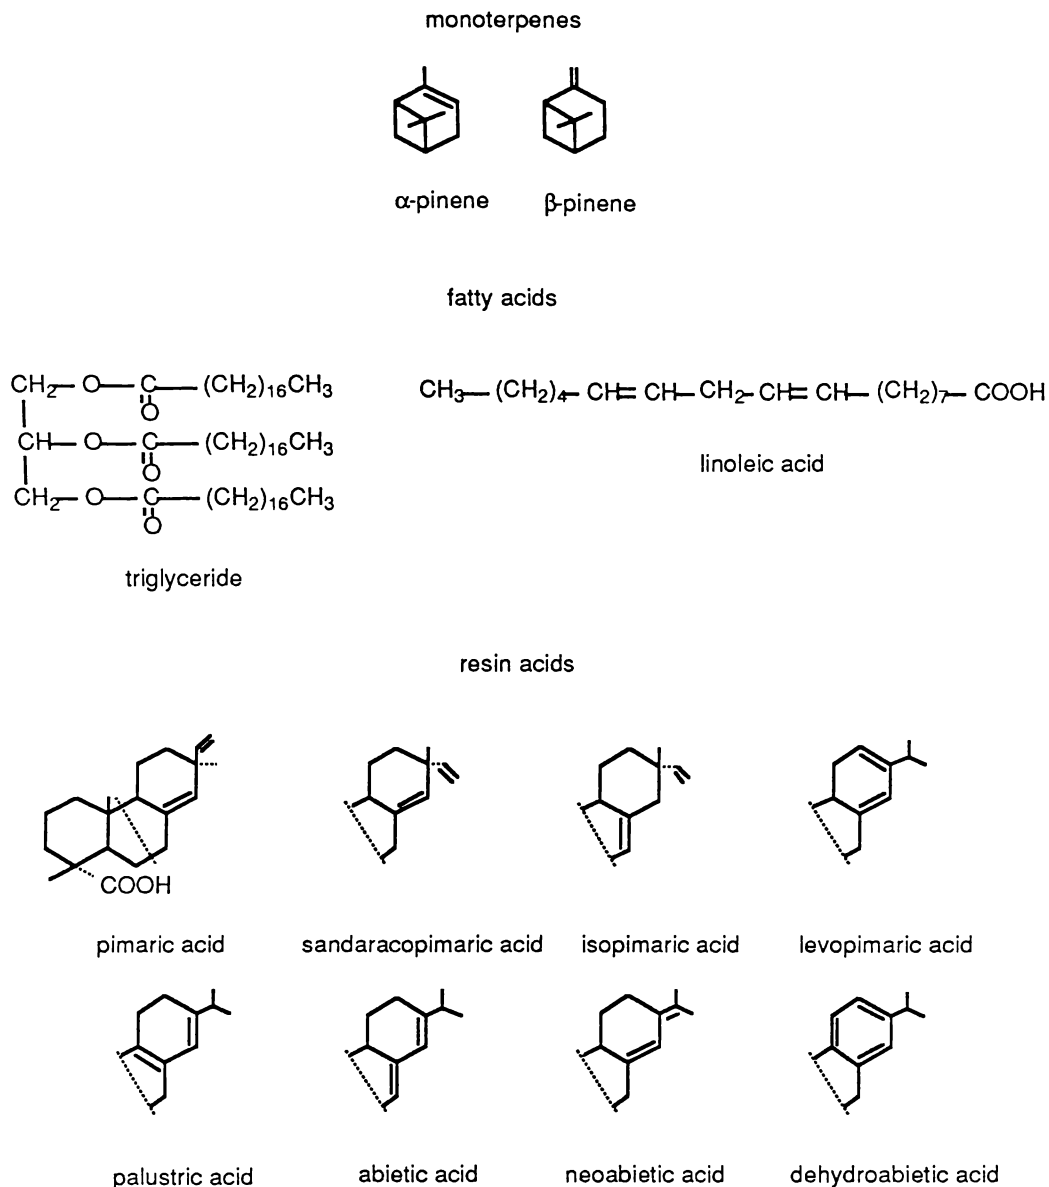 monoterpenes
α-pinene β-pinene
fatty acids
CH₂—O—C—(CH₂)₁₆CH₃
O
CH—O—C—(CH₂)₁₆CH₃
O
CH₂—O—C—(CH₂)₁₆CH₃
O
triglyceride
CH₃—(CH₂)₄—CH=CH—CH₂—CH=CH—(CH₂)₇—COOH
linoleic acid
resin acids
COOH
pimaric acid sandaracopimaric acid isopimaric acid levopimaric acid
palustric acid abietic acid neoabietic acid dehydroabietic acid